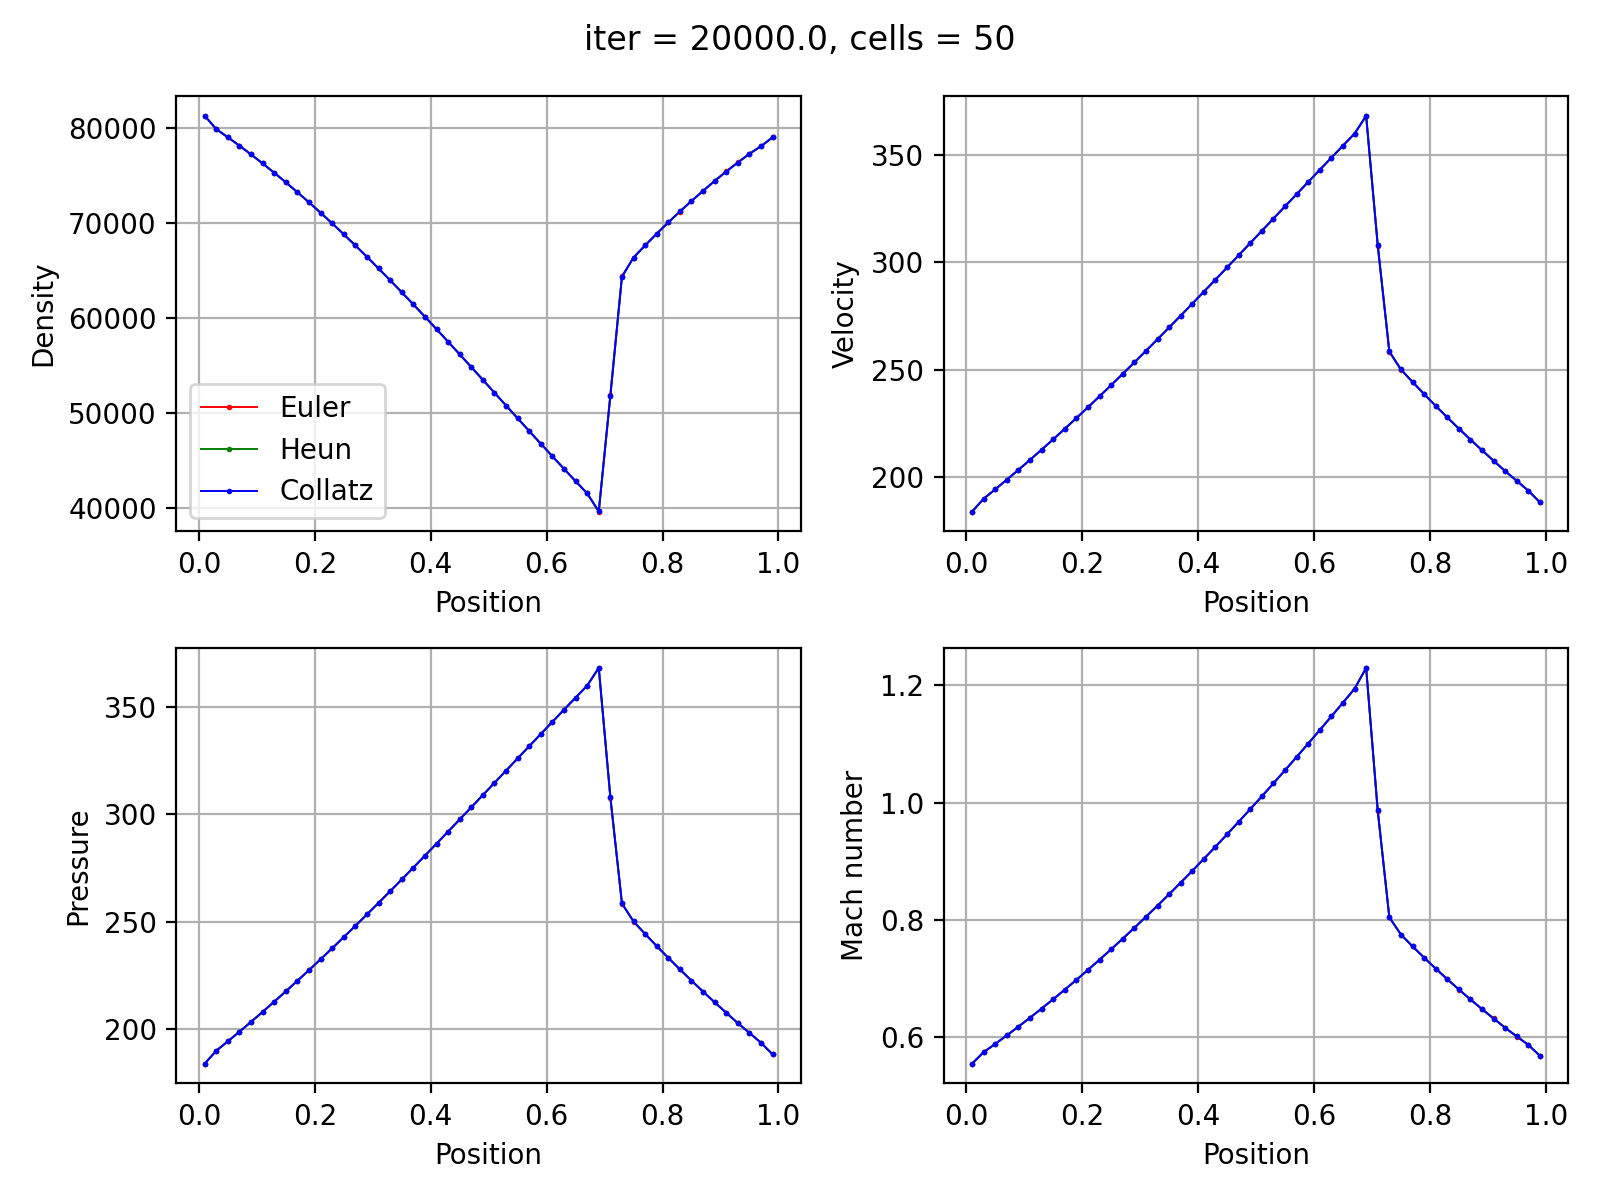 iter = 20000.0, cells = 50
80000
70000
60000
50000
40000
Density
Euler
Heun
Collatz
0.0 0.2 0.4 0.6 0.8 1.0
Position
350
300
250
200
Velocity
0.0 0.2 0.4 0.6 0.8 1.0
Position
350
300
250
200
Pressure
0.0 0.2 0.4 0.6 0.8 1.0
Position
1.2
1.0
0.8
0.6
Mach number
0.0 0.2 0.4 0.6 0.8 1.0
Position